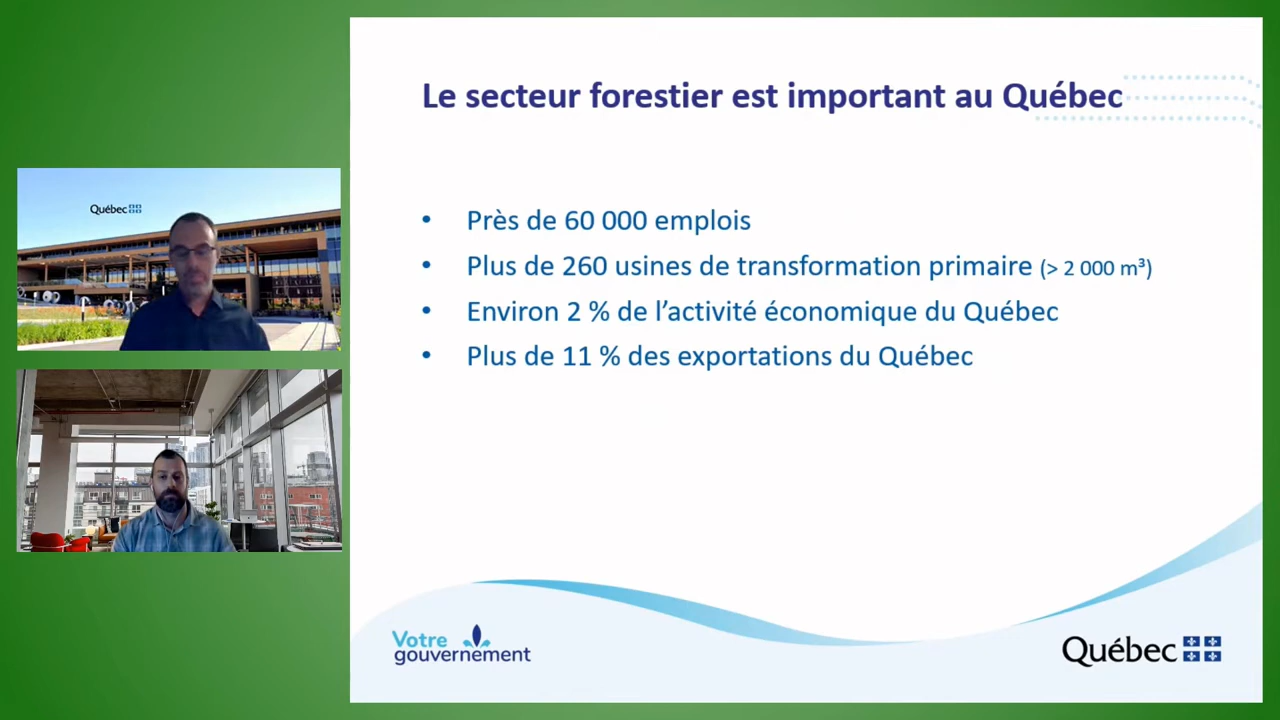 Le secteur forestier est important au Québec
• Près de 60 000 emplois
• Plus de 260 usines de transformation primaire (> 2 000 m³)
• Environ 2 % de l’activité économique du Québec
• Plus de 11 % des exportations du Québec
Québec
Votre
gouvernement
Québec